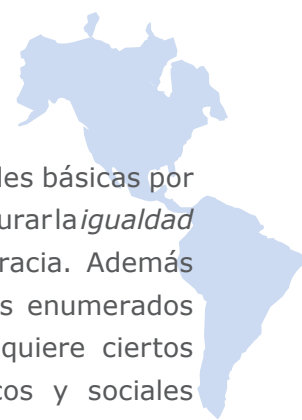 les básicas por
urarlaigualdad
racia. Además
s enumerados
quiere ciertos
cos y sociales